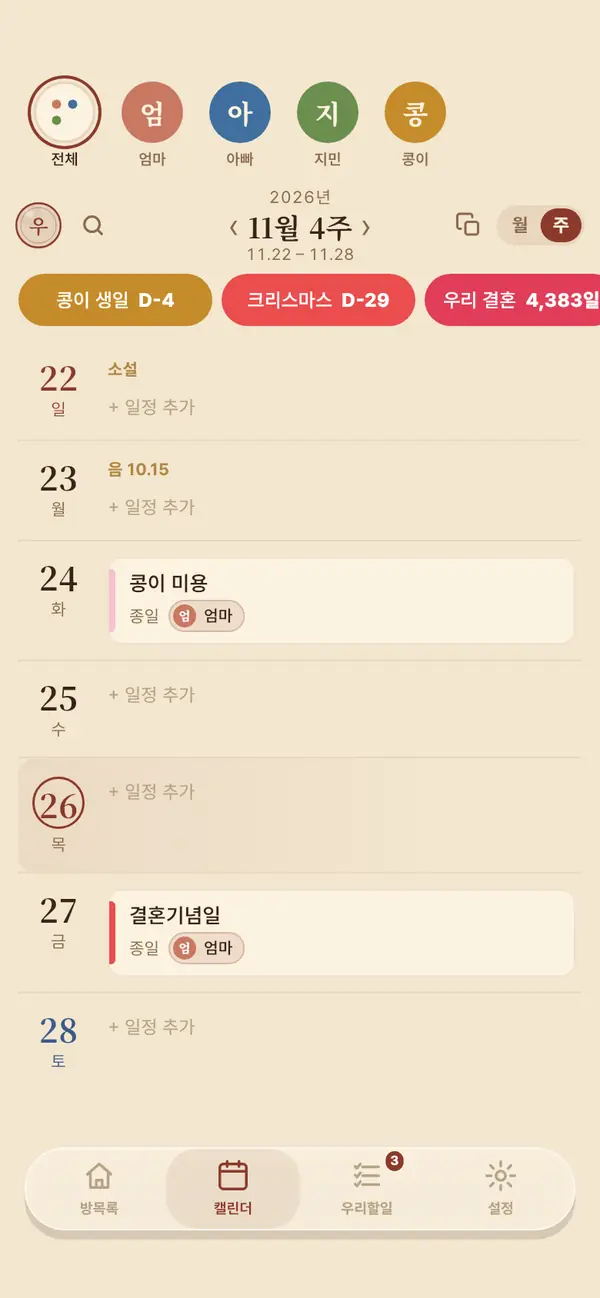 엄 아 지 콩
전체 엄마 아빠 지민 콩이
2026년
우 ‹ 11월 4주 › 월 주
11.22 – 11.28
콩이 생일 D-4 크리스마스 D-29 우리 결혼 4,383일
22 소설
일 + 일정 추가
23 음 10.15
월 + 일정 추가
24 콩이 미용
화 종일 엄 엄마
25 + 일정 추가
수
26 + 일정 추가
목
27 결혼기념일
금 종일 엄 엄마
28 + 일정 추가
토
3
방목록 캘린더 우리할일 설정